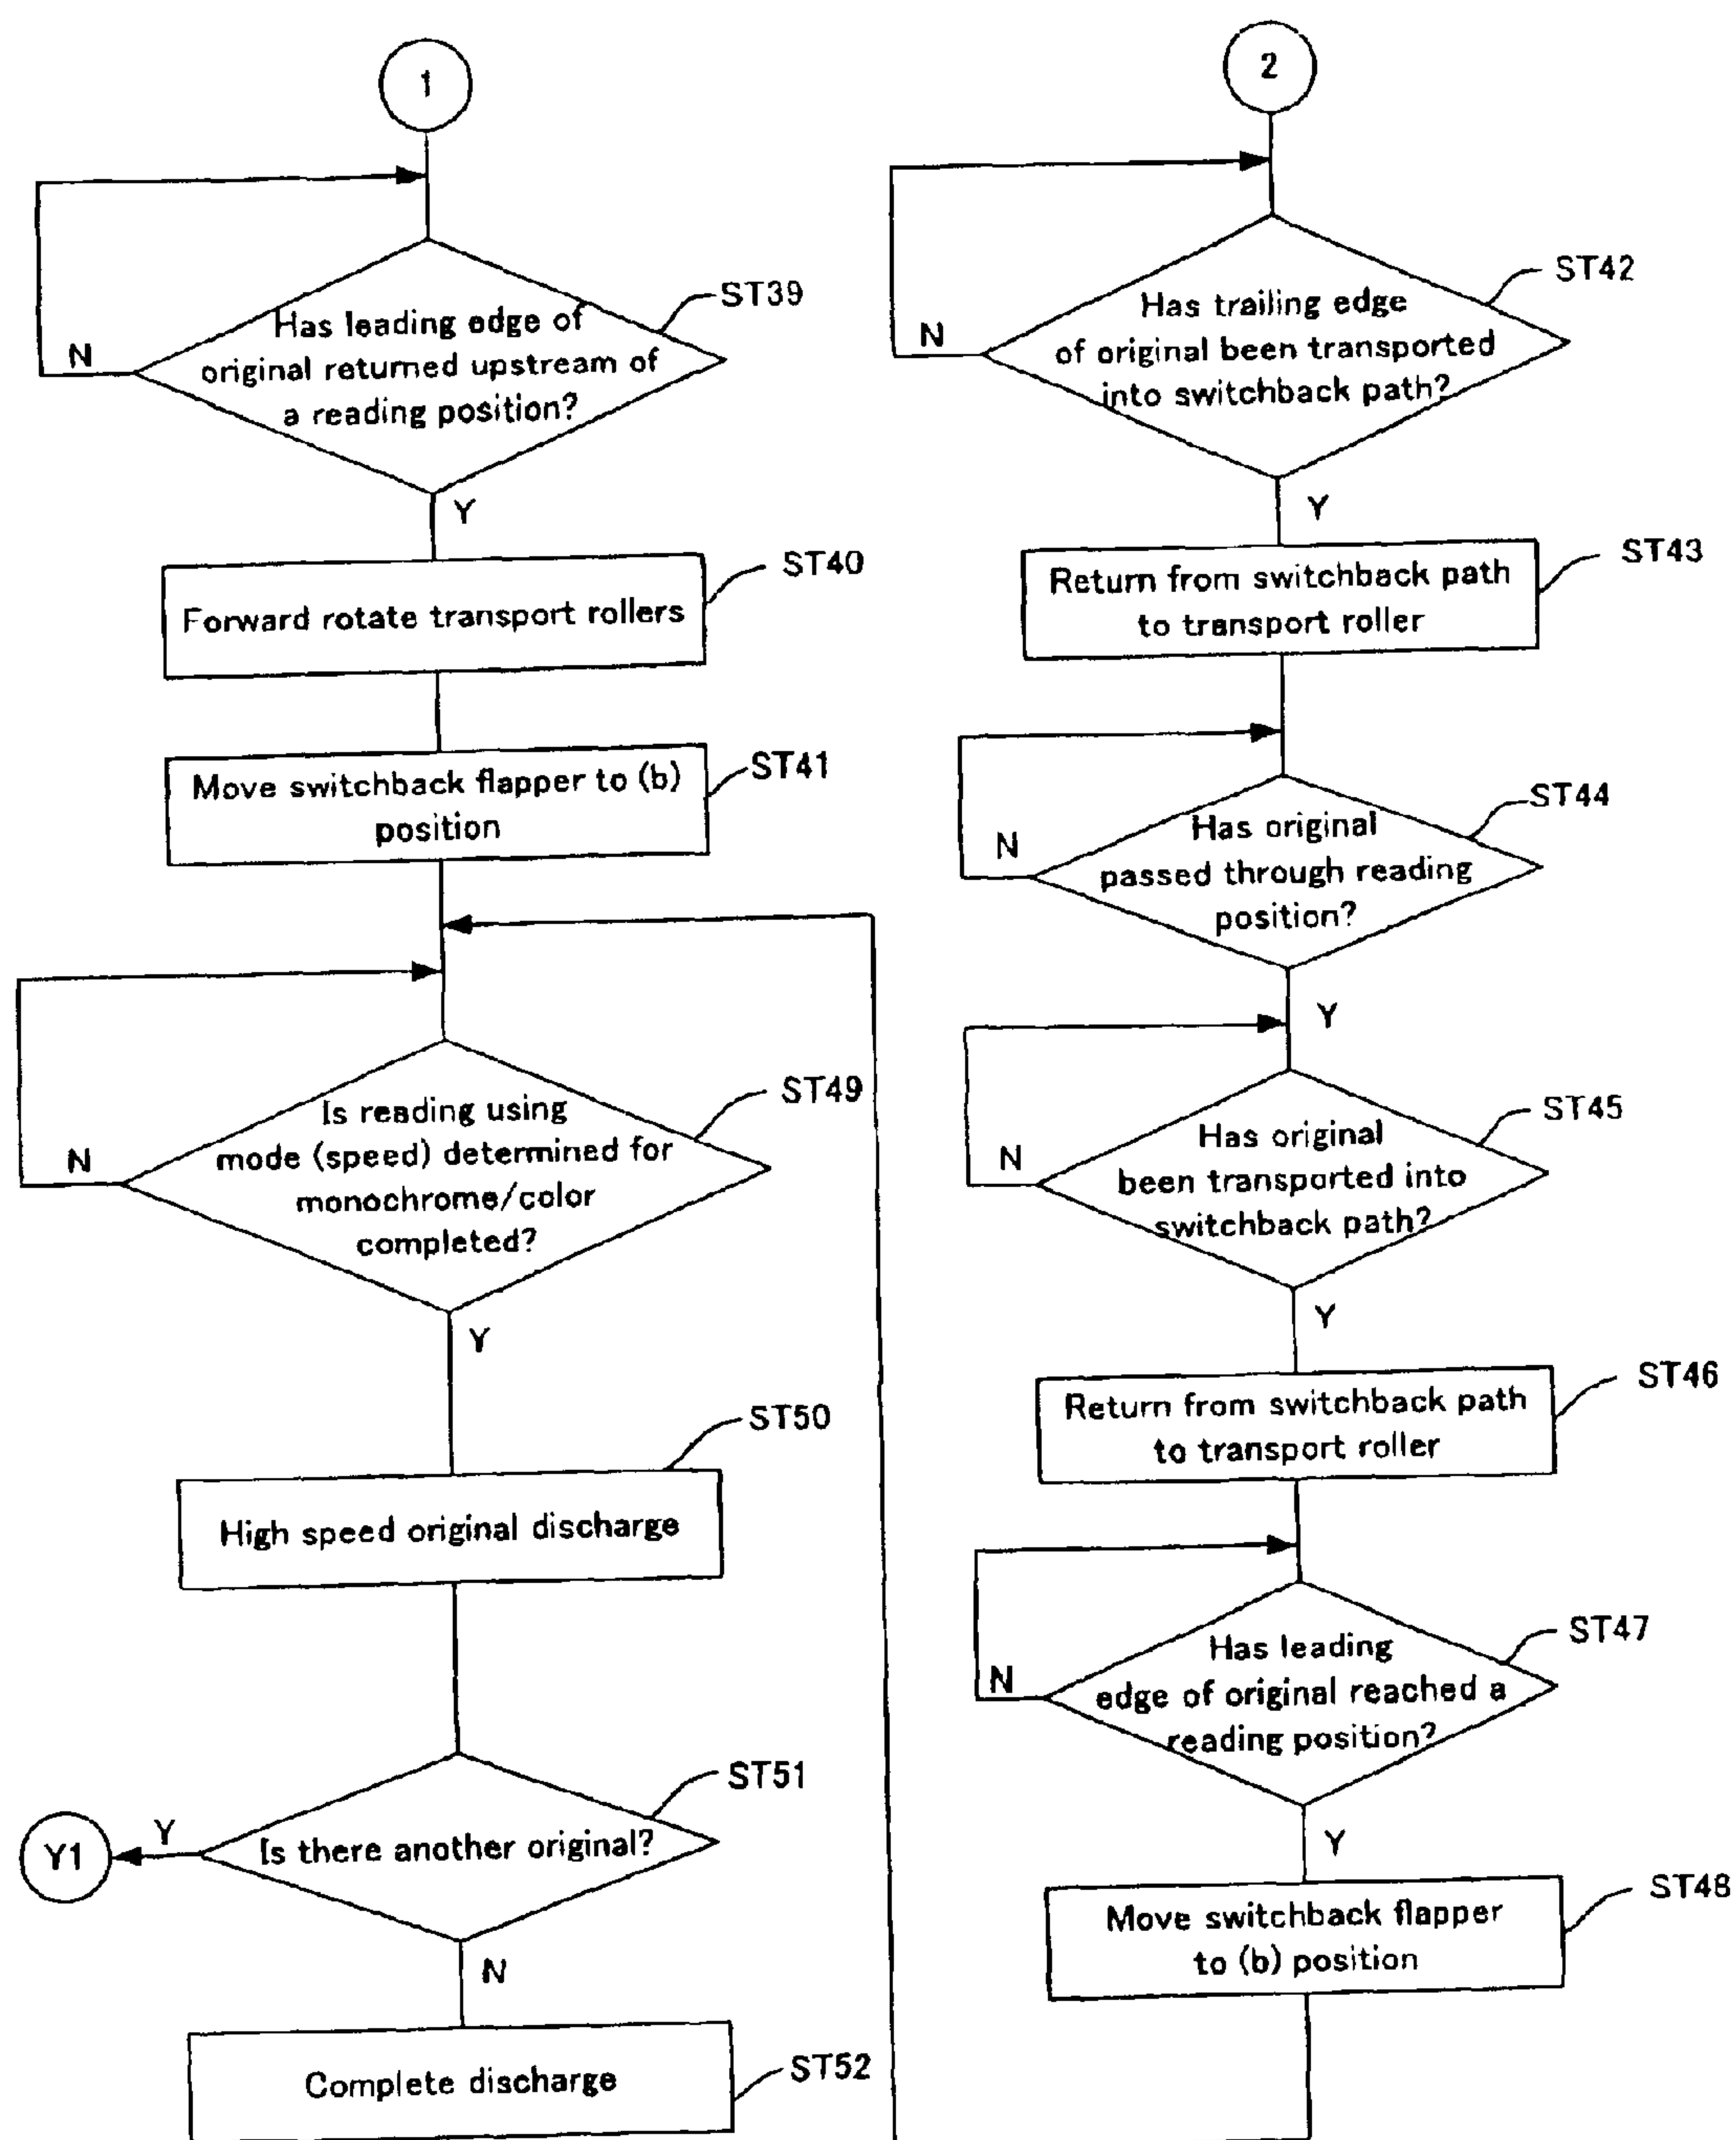 1
Has leading edge of
original returned upstream of
a reading position?
ST39
N
Y
Forward rotate transport rollers
ST40
Move switchback flapper to (b)
position
ST41
Is reading using
mode (speed) determined for
monochrome/color
completed?
ST49
N
Y
High speed original discharge
ST50
Is there another original?
ST51
Y
Y1
N
Complete discharge
ST52
2
Has trailing edge
of original been transported
into switchback path?
ST42
N
Y
Return from switchback path
to transport roller
ST43
Has original
passed through reading
position?
ST44
N
Y
Has original
been transported into
switchback path?
ST45
N
Y
Return from switchback path
to transport roller
ST46
Has leading
edge of original reached a
reading position?
ST47
N
Y
Move switchback flapper
to (b) position
ST48